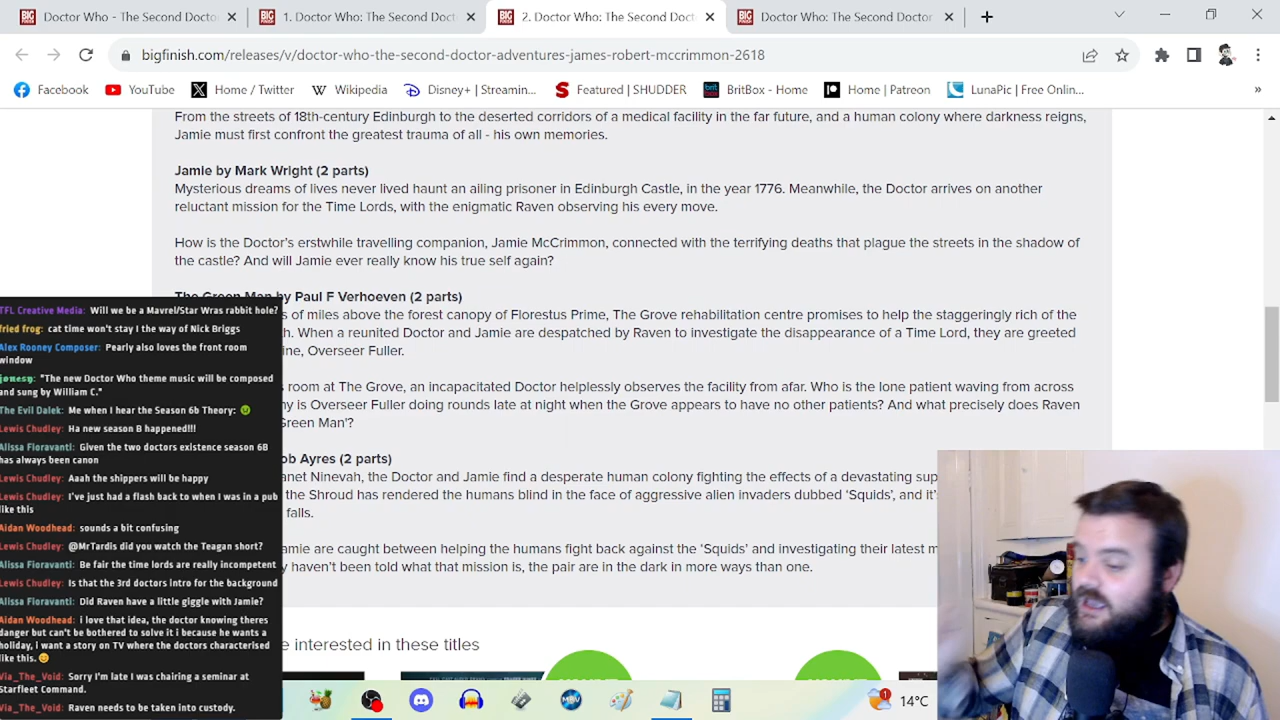 Doctor Who - The Second Doctor
1. Doctor Who: The Second Doct
2. Doctor Who: The Second Doct
Doctor Who: The Second Doctor
bigfinish.com/releases/v/doctor-who-the-second-doctor-adventures-james-robert-mccrimmon-2618
Facebook YouTube Home / Twitter Wikipedia Disney+ | Streamin... Featured | SHUDDER BritBox - Home Home | Patreon LunaPic | Free Onlin... »
From the streets of 18th-century Edinburgh to the deserted corridors of a medical facility in the far future, and a human colony where darkness reigns,
Jamie must first confront the greatest trauma of all - his own memories.
Jamie by Mark Wright (2 parts)
Mysterious dreams of lives never lived haunt an ailing prisoner in Edinburgh Castle, in the year 1776. Meanwhile, the Doctor arrives on another
reluctant mission for the Time Lords, with the enigmatic Raven observing his every move.
How is the Doctor's erstwhile travelling companion, Jamie McCrimmon, connected with the terrifying deaths that plague the streets in the shadow of
the castle? And will Jamie ever really know his true self again?
The Green Man by Paul F Verhoeven (2 parts)
s of miles above the forest canopy of Florestus Prime, The Grove rehabilitation centre promises to help the staggeringly rich of the
h. When a reunited Doctor and Jamie are despatched by Raven to investigate the disappearance of a Time Lord, they are greeted
ine, Overseer Fuller.
s room at The Grove, an incapacitated Doctor helplessly observes the facility from afar. Who is the lone patient waving from across
ny is Overseer Fuller doing rounds late at night when the Grove appears to have no other patients? And what precisely does Raven
Green Man'?
ob Ayres (2 parts)
anet Ninevah, the Doctor and Jamie find a desperate human colony fighting the effects of a devastating sup
the Shroud has rendered the humans blind in the face of aggressive alien invaders dubbed 'Squids', and it's
falls.
amie are caught between helping the humans fight back against the 'Squids' and investigating their latest m
y haven't been told what that mission is, the pair are in the dark in more ways than one.
e interested in these titles
TFL Creative Media: Will we be a Mavrel/Star Wras rabbit hole?
fried frog: cat time won't stay I the way of Nick Briggs
Alex Rooney Composer: Pearly also loves the front room
window
jonesy: "The new Doctor Who theme music will be composed
and sung by William C."
The Evil Dalek: Me when I hear the Season 6b Theory:
Lewis Chudley: Ha new season B happened!!!
Alissa Fioravanti: Given the two doctors existence season 6B
has always been canon
Lewis Chudley: Aaah the shippers will be happy
Lewis Chudley: I've just had a flash back to when I was in a pub
like this
Aidan Woodhead: sounds a bit confusing
Lewis Chudley: @MrTardis did you watch the Teagan short?
Alissa Fioravanti: Be fair the time lords are really incompetent
Lewis Chudley: Is that the 3rd doctors intro for the background
Alissa Fioravanti: Did Raven have a little giggle with Jamie?
Aidan Woodhead: i love that idea, the doctor knowing theres
danger but can't be bothered to solve it i because he wants a
holiday, i want a story on TV where the doctors characterised
like this.
Via_The_Void: Sorry I'm late I was chairing a seminar at
Starfleet Command.
Via_The_Void: Raven needs to be taken into custody.
14°C